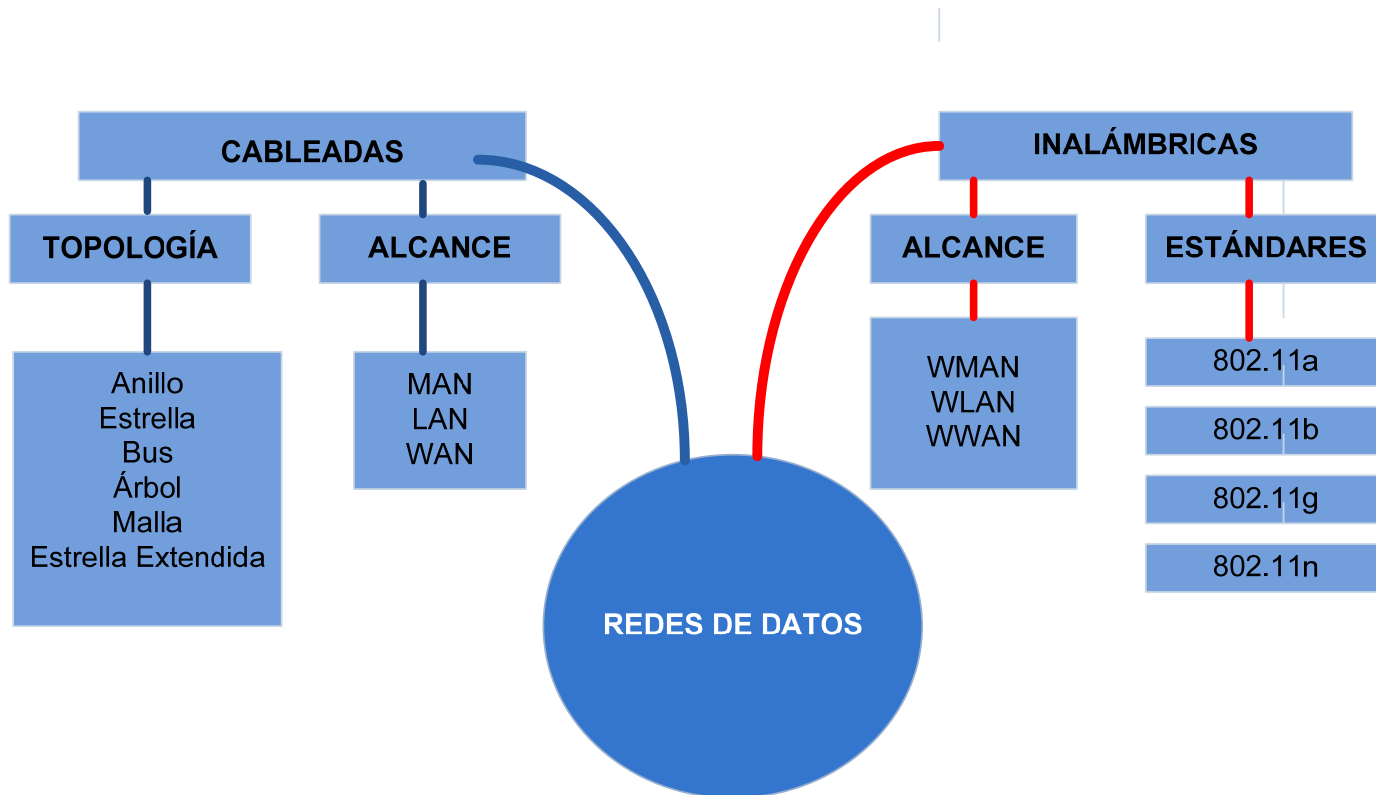 CABLEADAS
INALÁMBRICAS
TOPOLOGÍA
ALCANCE
ALCANCE
ESTÁNDARES
Anillo
Estrella
Bus
Árbol
Malla
Estrella Extendida
MAN
LAN
WAN
WMAN
WLAN
WWAN
802.11a
802.11b
802.11g
802.11n
REDES DE DATOS